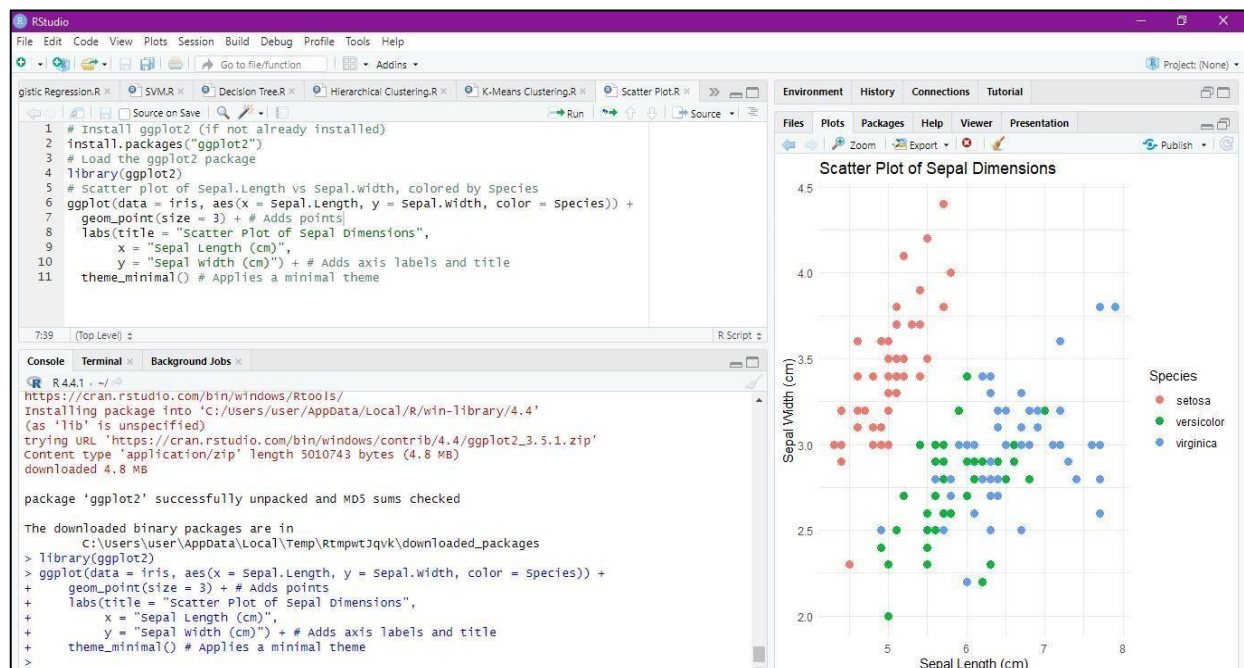 RStudio
File Edit Code View Plots Session Build Debug Profile Tools Help
Go to file/function Addins Project: (None)
gistic Regression.R SVM.R Decision Tree.R Hierarchical Clustering.R K-Means Clustering.R Scatter Plot.R
Source on Save Run Source
1 # Install ggplot2 (if not already installed)
2 install.packages("ggplot2")
3 # Load the ggplot2 package
4 library(ggplot2)
5 # Scatter plot of Sepal.Length vs Sepal.Width, colored by Species
6 ggplot(data = iris, aes(x = Sepal.Length, y = Sepal.Width, color = Species)) +
7 geom_point(size = 3) + # Adds points
8 labs(title = "Scatter Plot of Sepal Dimensions",
9 x = "Sepal Length (cm)",
10 y = "Sepal Width (cm)") + # Adds axis labels and title
11 theme_minimal() # Applies a minimal theme
7:39 (Top Level) R Script
Console Terminal Background Jobs
R 4.4.1 · ~/
https://cran.rstudio.com/bin/windows/Rtools/
Installing package into ‘C:/Users/user/AppData/Local/R/win-library/4.4’
(as ‘lib’ is unspecified)
trying URL 'https://cran.rstudio.com/bin/windows/contrib/4.4/ggplot2_3.5.1.zip'
Content type 'application/zip' length 5010743 bytes (4.8 MB)
downloaded 4.8 MB
package ‘ggplot2’ successfully unpacked and MD5 sums checked
The downloaded binary packages are in
C:\Users\user\AppData\Local\Temp\RtmpwtJqvk\downloaded_packages
> library(ggplot2)
> ggplot(data = iris, aes(x = Sepal.Length, y = Sepal.Width, color = Species)) +
+ geom_point(size = 3) + # Adds points
+ labs(title = "Scatter Plot of Sepal Dimensions",
+ x = "Sepal Length (cm)",
+ y = "Sepal Width (cm)") + # Adds axis labels and title
+ theme_minimal() # Applies a minimal theme
>
Environment History Connections Tutorial
Files Plots Packages Help Viewer Presentation
Zoom Export Publish
Scatter Plot of Sepal Dimensions
4.5
4.0
3.5
3.0
2.5
2.0
Sepal Width (cm)
5 6 7 8
Sepal Length (cm)
Species
setosa
versicolor
virginica